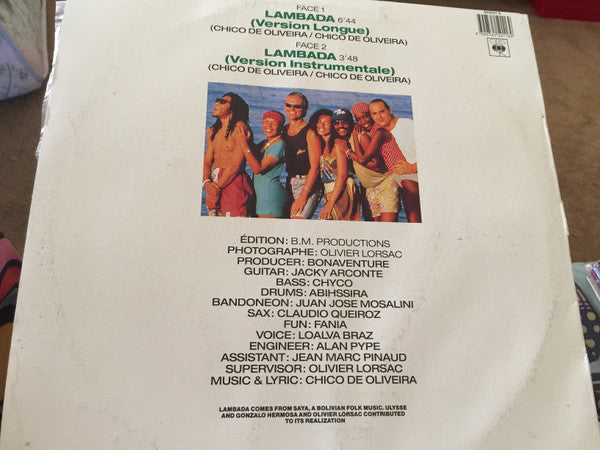 FACE 1
LAMBADA 6'44
(Version Longue)
(CHICO DE OLIVEIRA / CHICO DE OLIVEIRA)
FACE 2
LAMBADA 3'48
(Version Instrumentale)
(CHICO DE OLIVEIRA / CHICO DE OLIVEIRA)
ÉDITION: B.M. PRODUCTIONS
PHOTOGRAPHE: OLIVIER LORSAC
PRODUCER: BONAVENTURE
GUITAR: JACKY ARCONTE
BASS: CHYCO
DRUMS: ABIHSSIRA
BANDONEON: JUAN JOSE MOSALINI
SAX: CLAUDIO QUEIROZ
FUN: FANIA
VOICE: LOALVA BRAZ
ENGINEER: ALAN PYPE
ASSISTANT: JEAN MARC PINAUD
SUPERVISOR: OLIVIER LORSAC
MUSIC & LYRIC: CHICO DE OLIVEIRA
LAMBADA COMES FROM SAYA, A BOLIVIAN FOLK MUSIC. ULYSSE
AND GONZALO HERMOSA AND OLIVIER LORSAC CONTRIBUTED
TO ITS REALIZATION